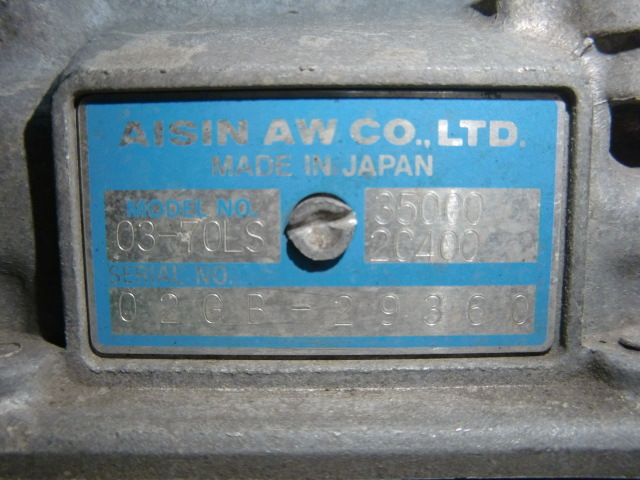 AISIN AW CO., LTD.
MADE IN JAPAN
MODEL NO.
03-70LS
35000
2C400
SERIAL NO.
02GB-29360